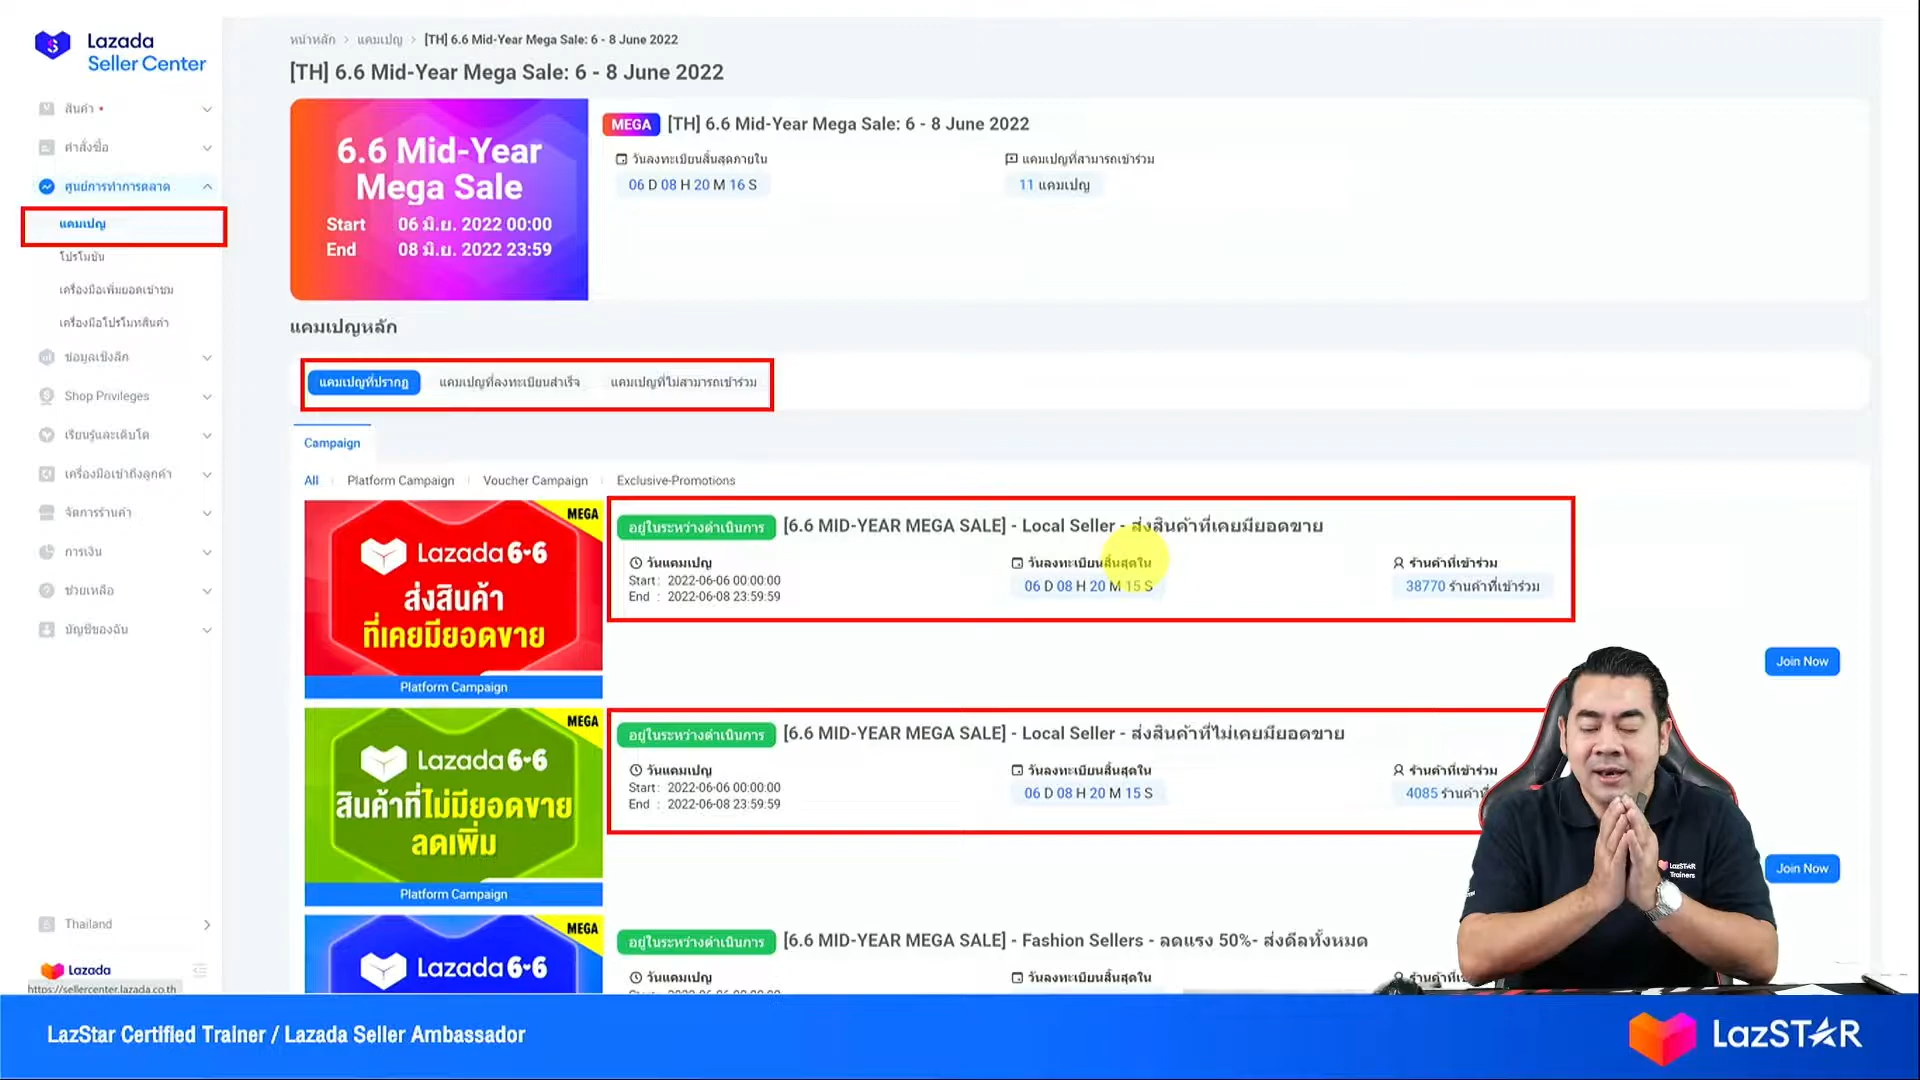 Lazada
Seller Center
สินค้า
คำสั่งซื้อ
ศูนย์การทำการตลาด
แคมเปญ
โปรโมชั่น
เครื่องมือเพิ่มยอดเข้าชม
เครื่องมือโปรโมทสินค้า
ข้อมูลเชิงลึก
Shop Privileges
เรียนรู้และเติบโต
เครื่องมือเข้าถึงลูกค้า
จัดการร้านค้า
การเงิน
ช่วยเหลือ
บัญชีของฉัน
Thailand
Lazada
https://sellercenter.lazada.co.th
หน้าหลัก > แคมเปญ > [TH] 6.6 Mid-Year Mega Sale: 6 - 8 June 2022
[TH] 6.6 Mid-Year Mega Sale: 6 - 8 June 2022
6.6 Mid-Year
Mega Sale
Start 06 มิ.ย. 2022 00:00
End 08 มิ.ย. 2022 23:59
MEGA [TH] 6.6 Mid-Year Mega Sale: 6 - 8 June 2022
วันลงทะเบียนสิ้นสุดภายใน
06 D 08 H 20 M 16 S
แคมเปญที่สามารถเข้าร่วม
11 แคมเปญ
แคมเปญหลัก
แคมเปญที่ปรากฏ แคมเปญที่ลงทะเบียนสำเร็จ แคมเปญที่ไม่สามารถเข้าร่วม
Campaign
All Platform Campaign Voucher Campaign Exclusive-Promotions
MEGA
Lazada 6-6
ส่งสินค้า
ที่เคยมียอดขาย
Platform Campaign
อยู่ในระหว่างดำเนินการ [6.6 MID-YEAR MEGA SALE] - Local Seller - ส่งสินค้าที่เคยมียอดขาย
วันแคมเปญ
Start : 2022-06-06 00:00:00
End : 2022-06-08 23:59:59
วันลงทะเบียนสิ้นสุดใน
06 D 08 H 20 M 15 S
ร้านค้าที่เข้าร่วม
38770 ร้านค้าที่เข้าร่วม
Join Now
MEGA
Lazada 6-6
สินค้าที่ไม่มียอดขาย
ลดเพิ่ม
Platform Campaign
อยู่ในระหว่างดำเนินการ [6.6 MID-YEAR MEGA SALE] - Local Seller - ส่งสินค้าที่ไม่เคยมียอดขาย
วันแคมเปญ
Start : 2022-06-06 00:00:00
End : 2022-06-08 23:59:59
วันลงทะเบียนสิ้นสุดใน
06 D 08 H 20 M 15 S
ร้านค้าที่เข้าร่วม
4085
Join Now
MEGA
Lazada 6-6
อยู่ในระหว่างดำเนินการ [6.6 MID-YEAR MEGA SALE] - Fashion Sellers - ลดแรง 50%- ส่งดีลทั้งหมด
วันแคมเปญ
วันลงทะเบียนสิ้นสุดใน
LazSTAR
Trainers
LazStar Certified Trainer / Lazada Seller Ambassador
LazSTAR